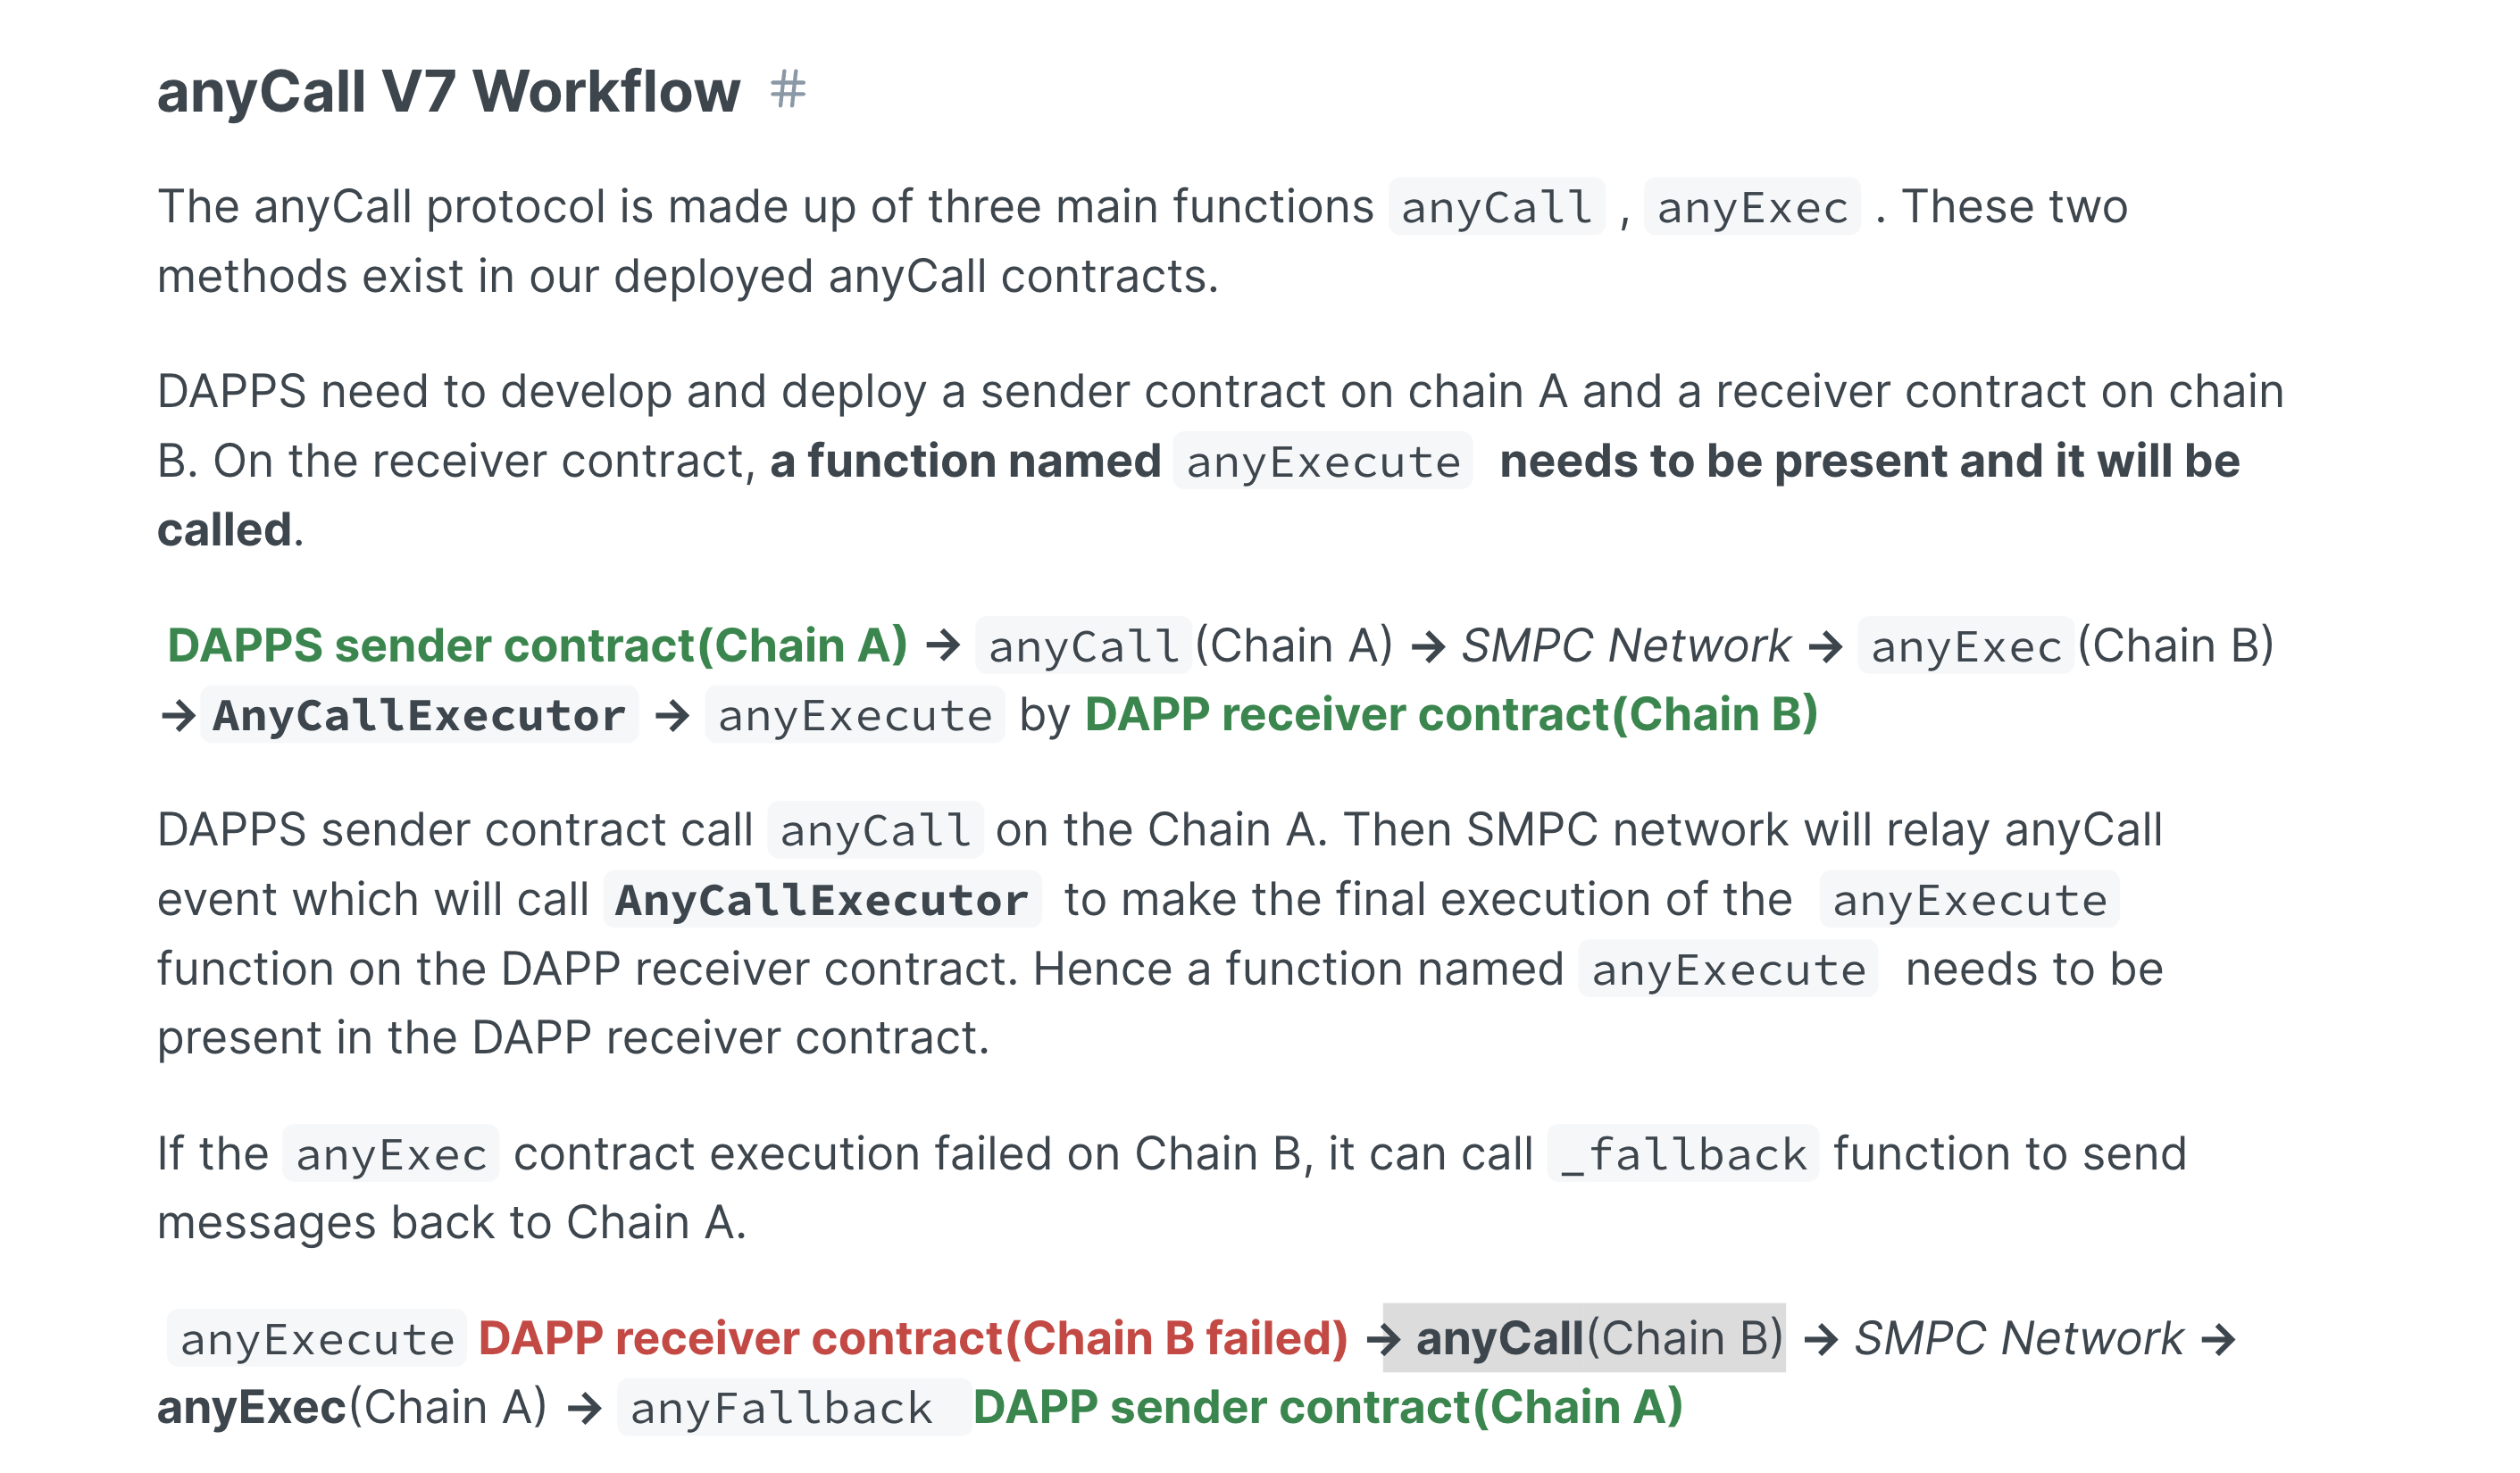 anyCall V7 Workflow #
The anyCall protocol is made up of three main functions anyCall , anyExec . These two
methods exist in our deployed anyCall contracts.
DAPPS need to develop and deploy a sender contract on chain A and a receiver contract on chain
B. On the receiver contract, a function named anyExecute needs to be present and it will be
called.
DAPPS sender contract(Chain A) → anyCall(Chain A) → SMPC Network → anyExec(Chain B)
→ AnyCallExecutor → anyExecute by DAPP receiver contract(Chain B)
DAPPS sender contract call anyCall on the Chain A. Then SMPC network will relay anyCall
event which will call AnyCallExecutor to make the final execution of the anyExecute
function on the DAPP receiver contract. Hence a function named anyExecute needs to be
present in the DAPP receiver contract.
If the anyExec contract execution failed on Chain B, it can call _fallback function to send
messages back to Chain A.
anyExecute DAPP receiver contract(Chain B failed) → anyCall(Chain B) → SMPC Network →
anyExec(Chain A) → anyFallback DAPP sender contract(Chain A)